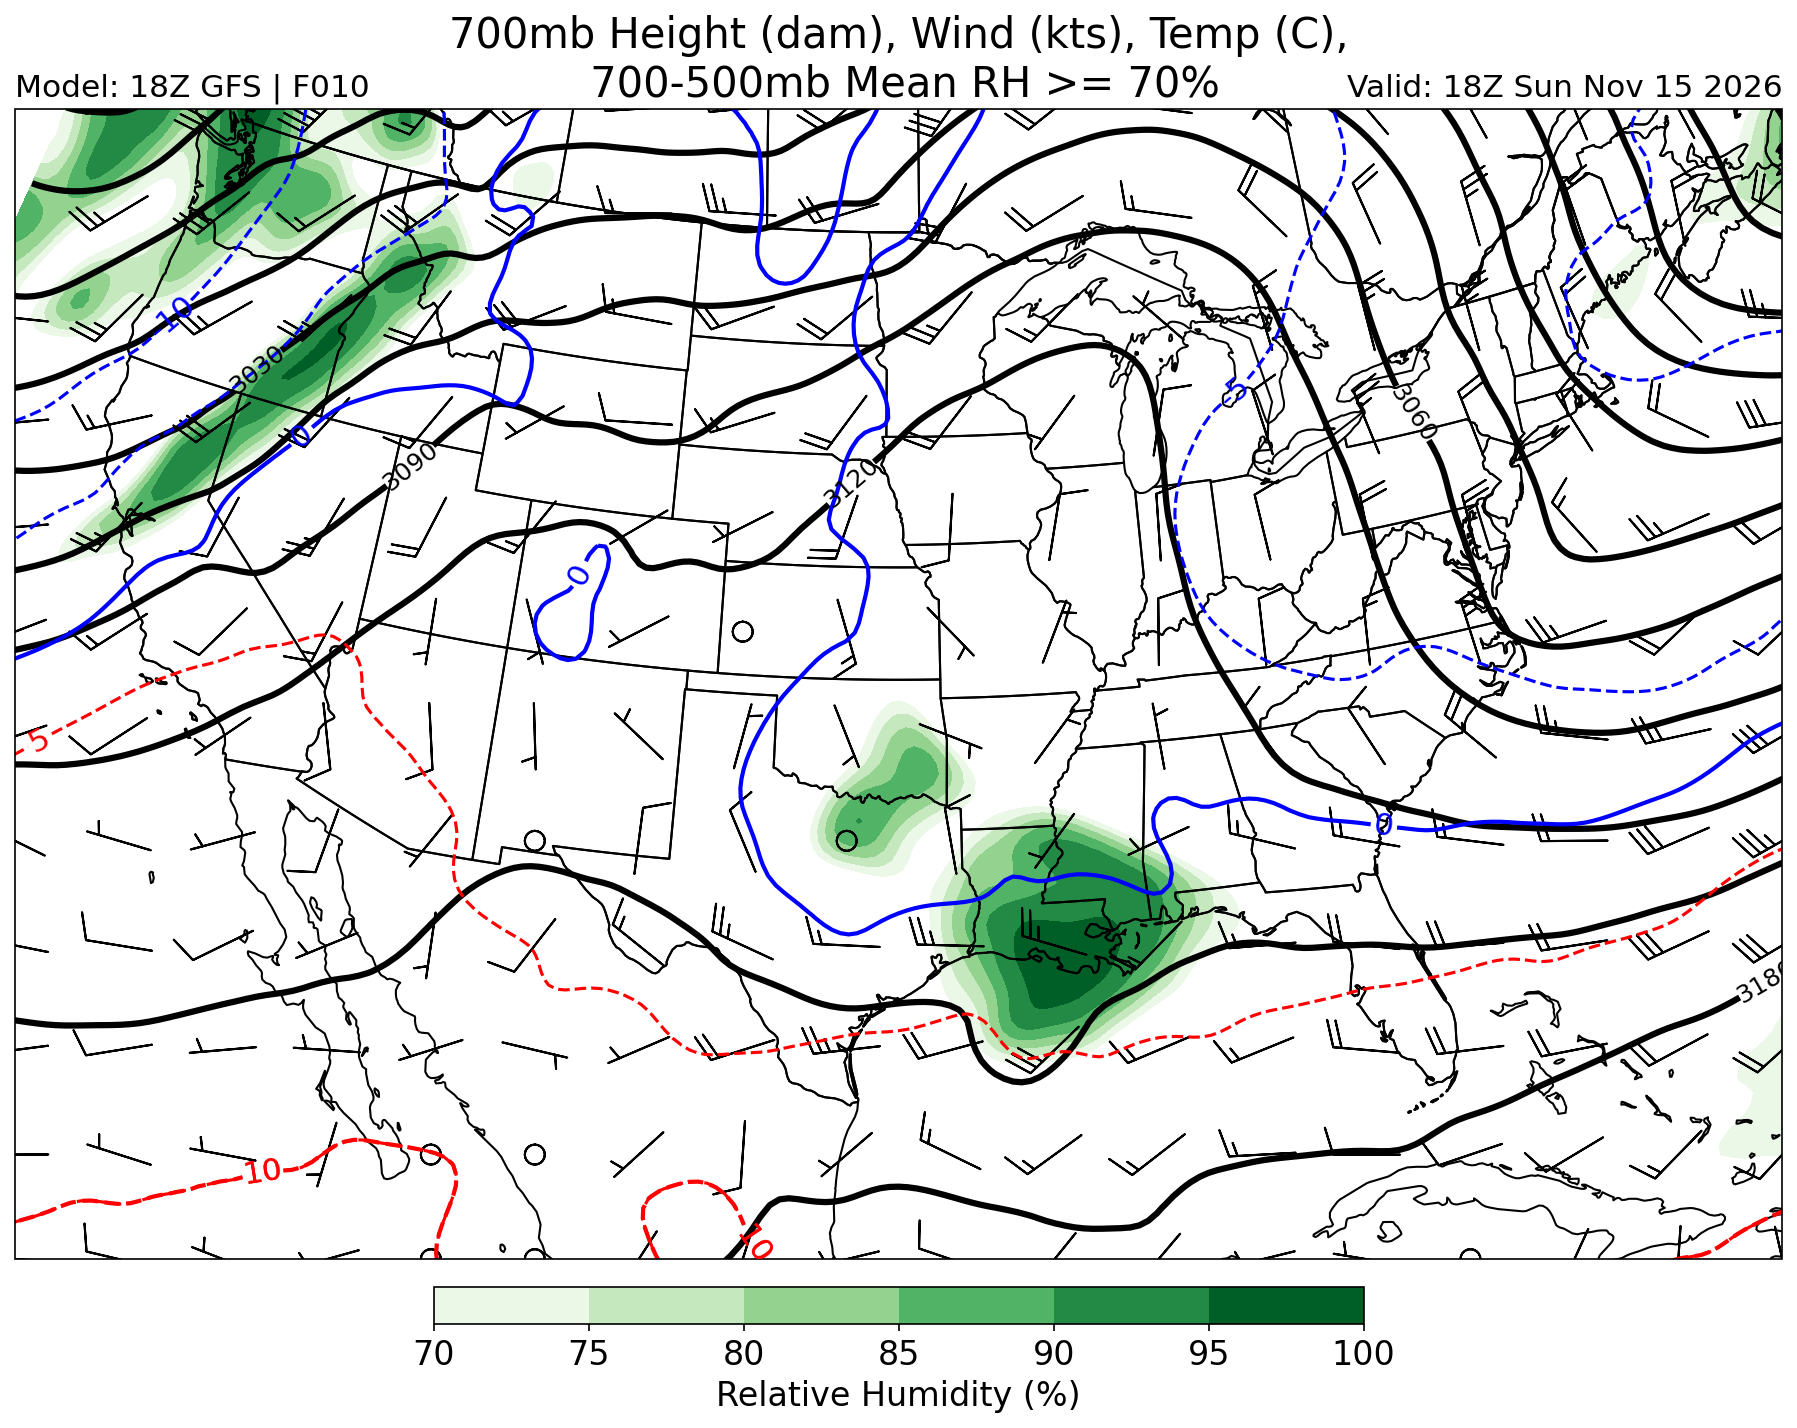 700mb Height (dam), Wind (kts), Temp (C),
700-500mb Mean RH >= 70%
Model: 18Z GFS | F010
Valid: 18Z Sun Nov 15 2026
-10
3030
0
3090
3120
-5
3060
0
5
0
3180
10
10
70 75 80 85 90 95 100
Relative Humidity (%)